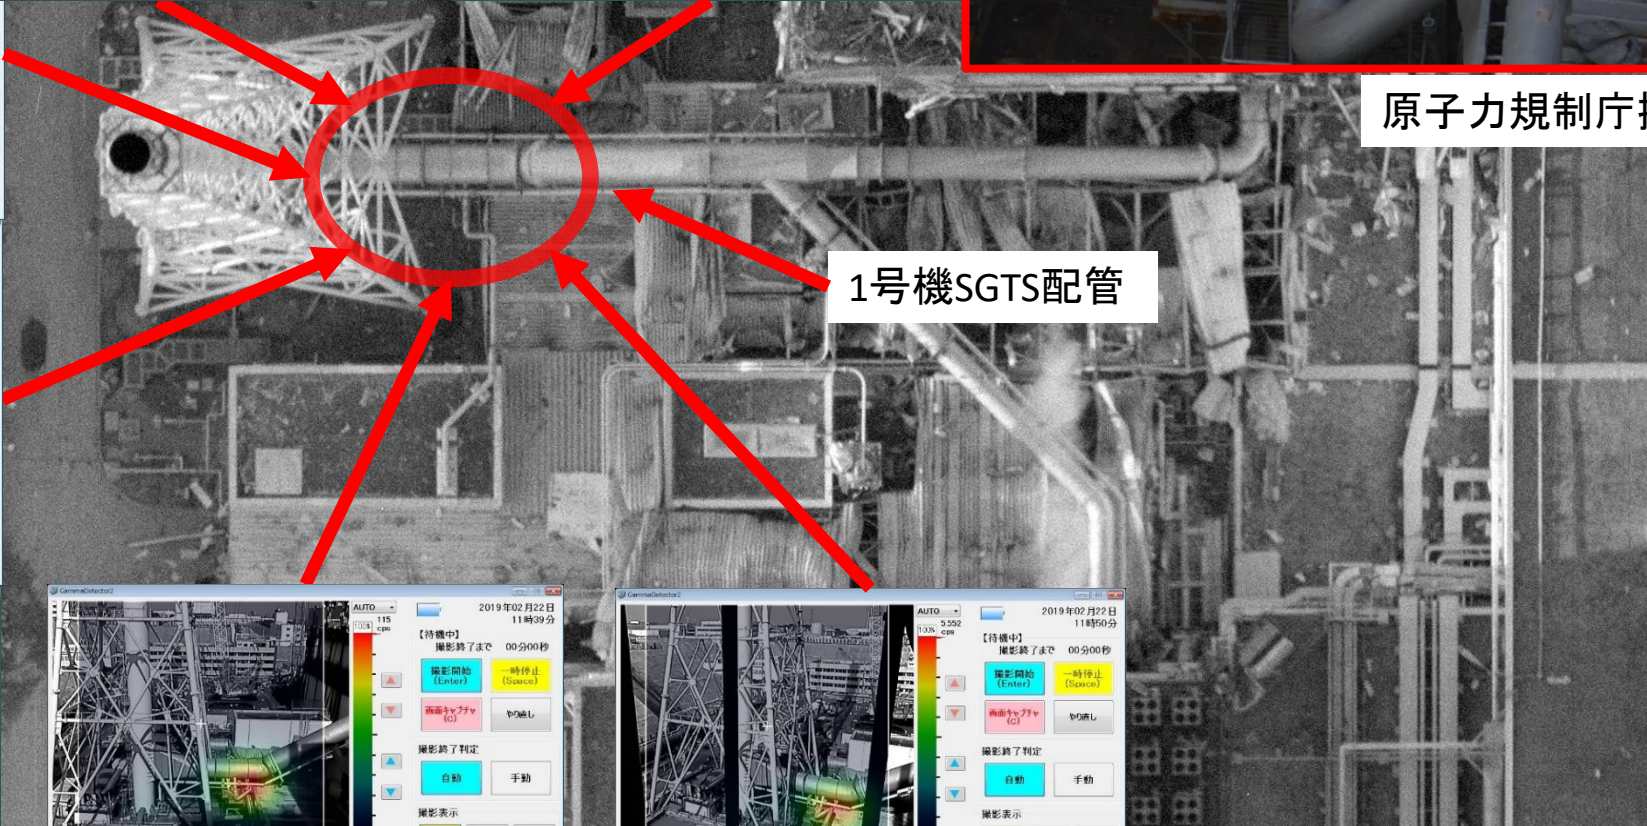 原子力規制庁
1号機SGTS配管
GammaDetector2
AUTO
115
100%
cps
2019年02月22日
11時39分
【待機中】
撮影終了まで 00分00秒
撮影開始
(Enter)
一時停止
(Space)
画面キャプチャ
(C)
やり直し
撮影終了判定
自動
手動
撮影表示
GammaDetector2
AUTO
5,552
100%
cps
2019年02月22日
11時50分
【待機中】
撮影終了まで 00分00秒
撮影開始
(Enter)
一時停止
(Space)
画面キャプチャ
(C)
やり直し
撮影終了判定
自動
手動
撮影表示